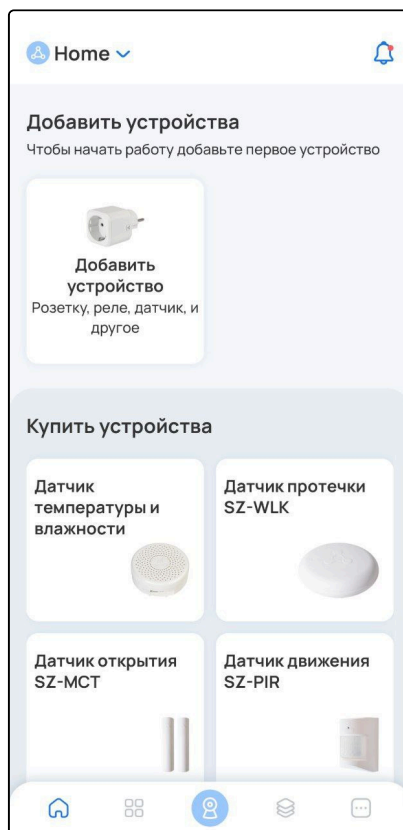 Home
Добавить устройства
Чтобы начать работу добавьте первое устройство
Добавить
устройство
Розетку, реле, датчик, и
другое
Купить устройства
Датчик
температуры и
влажности
Датчик протечки
SZ-WLK
Датчик открытия
SZ-MCT
Датчик движения
SZ-PIR